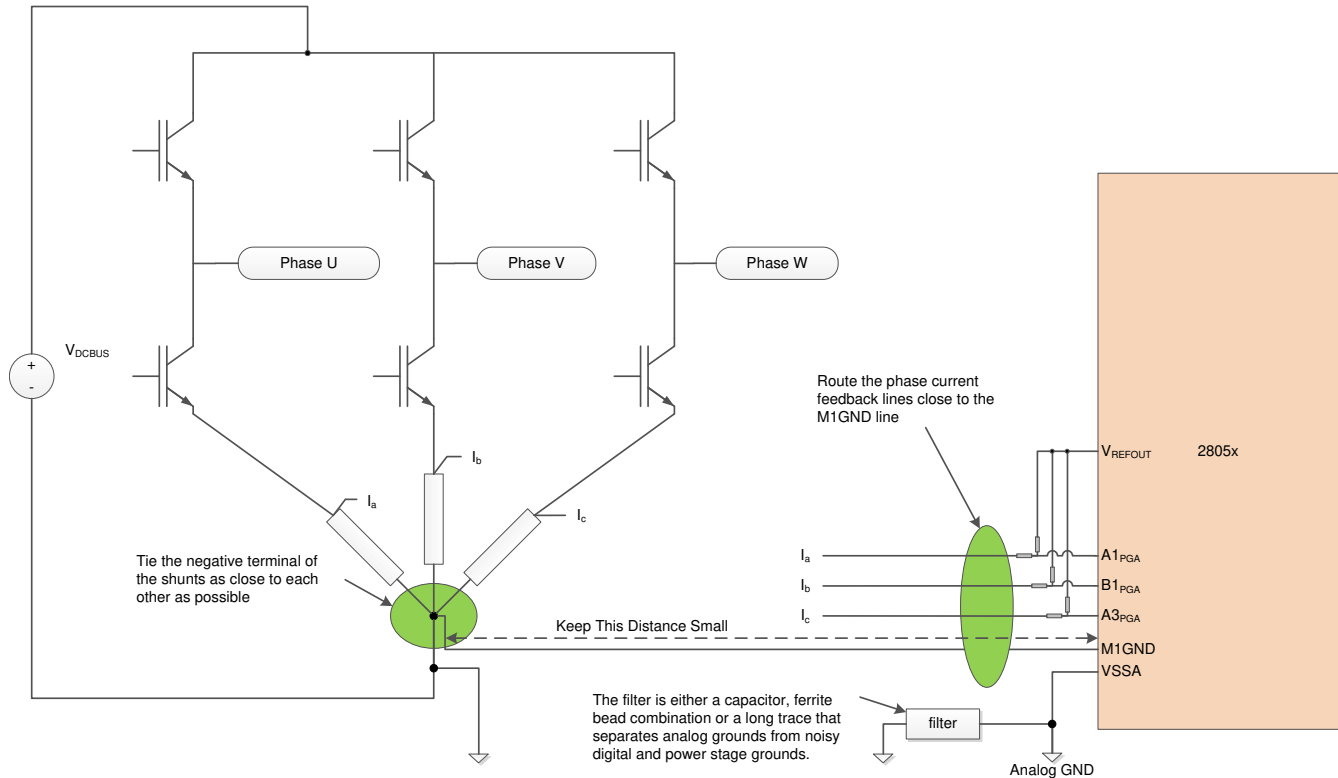 Phase U
Phase V
Phase W
+
-
VDCBUS
Route the phase current
feedback lines close to the
M1GND line
VREFOUT
2805x
Ib
Ia
Ic
Tie the negative terminal of
the shunts as close to each
other as possible
Ia
A1PGA
Ib
B1PGA
Ic
A3PGA
Keep This Distance Small
M1GND
VSSA
The filter is either a capacitor, ferrite
bead combination or a long trace that
separates analog grounds from noisy
digital and power stage grounds.
filter
Analog GND